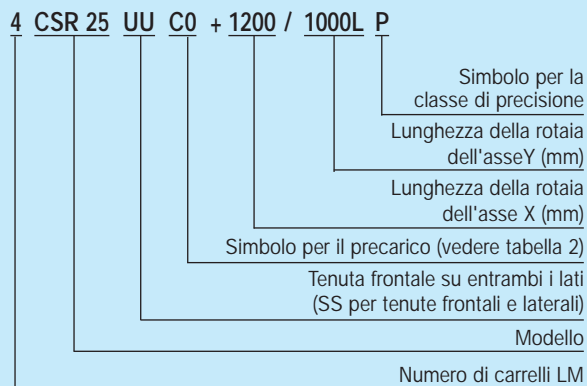 4 CSR 25 UU C0 + 1200 / 1000L P
Simbolo per la
classe di precisione
Lunghezza della rotaia
dell'asseY (mm)
Lunghezza della rotaia
dell'asse X (mm)
Simbolo per il precarico (vedere tabella 2)
Tenuta frontale su entrambi i lati
(SS per tenute frontali e laterali)
Modello
Numero di carrelli LM